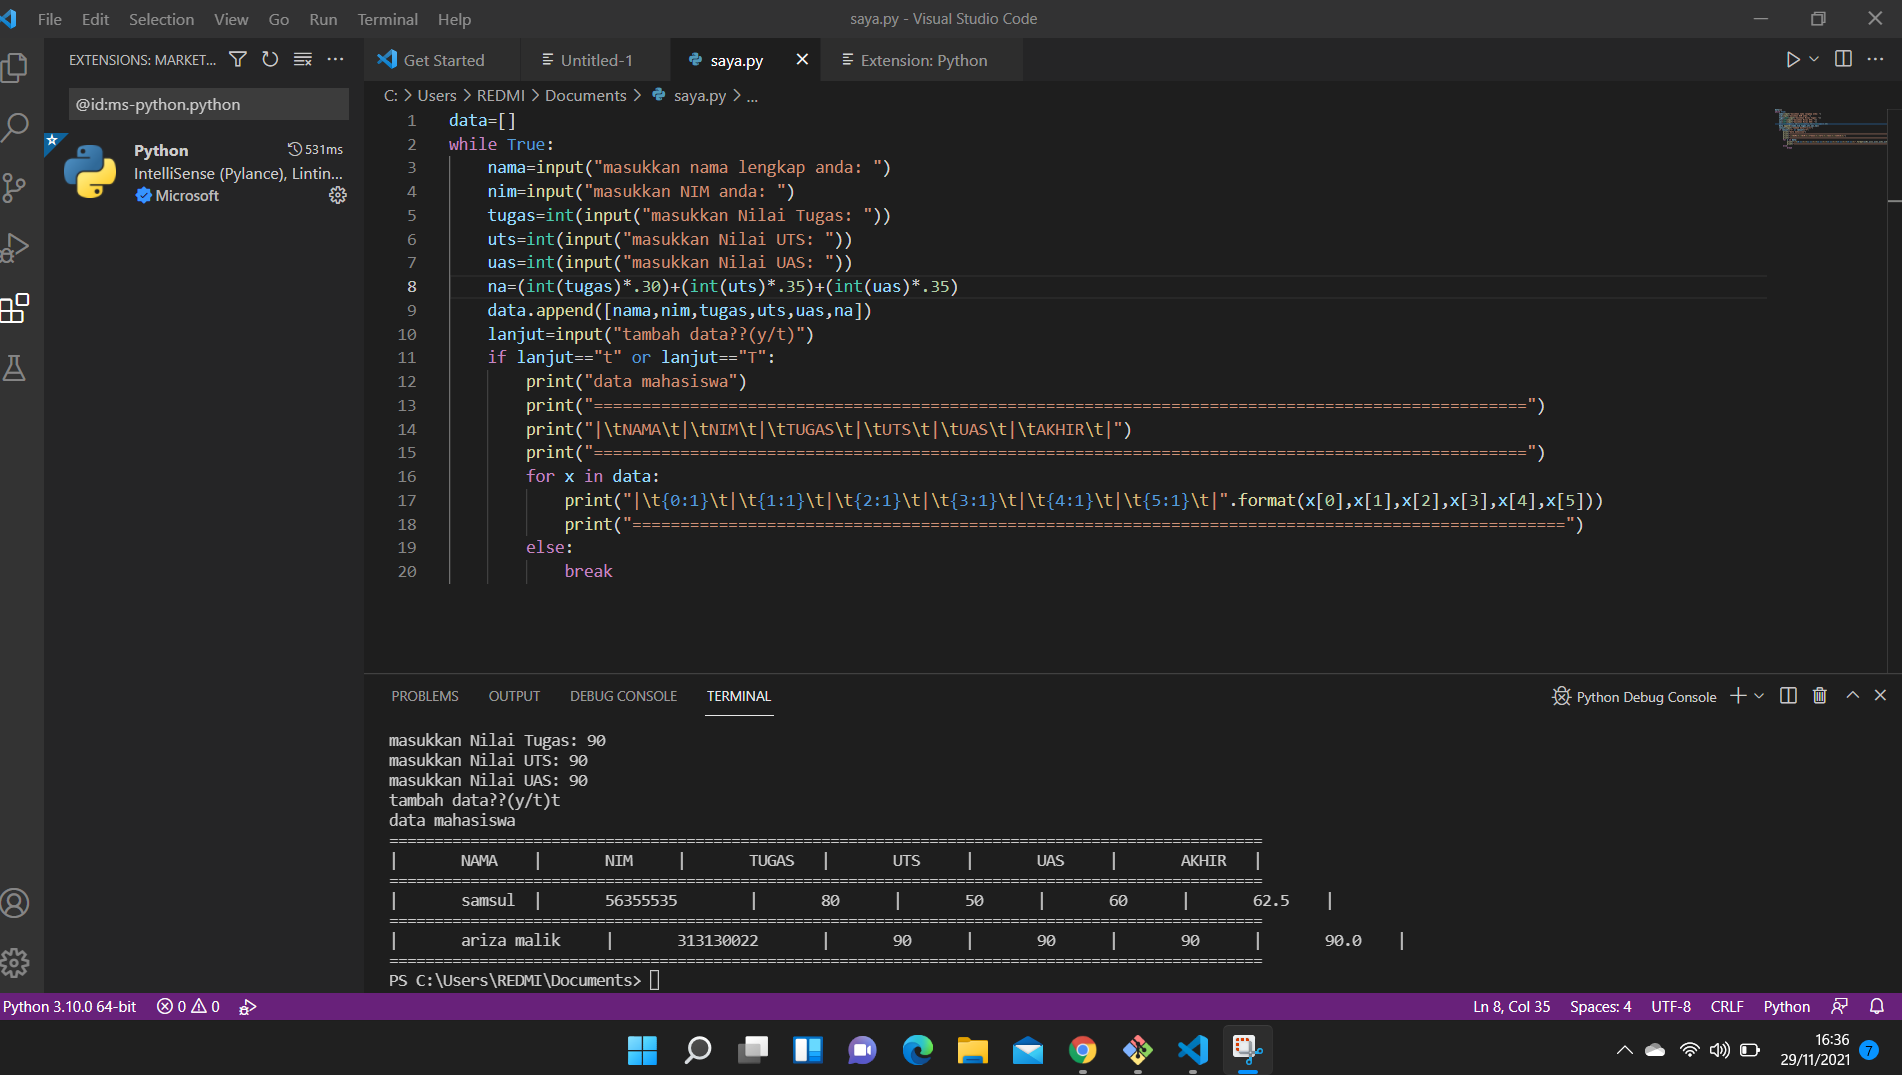 File Edit Selection View Go Run Terminal Help
saya.py - Visual Studio Code
EXTENSIONS: MARKET...
@id:ms-python.python
Python
531ms
IntelliSense (Pylance), Lintin...
Microsoft
Get Started
Untitled-1
saya.py
Extension: Python
C: > Users > REDMI > Documents > saya.py > ...
1 data=[]
2 while True:
3 nama=input("masukkan nama lengkap anda: ")
4 nim=input("masukkan NIM anda: ")
5 tugas=int(input("masukkan Nilai Tugas: "))
6 uts=int(input("masukkan Nilai UTS: "))
7 uas=int(input("masukkan Nilai UAS: "))
8 na=(int(tugas)*.30)+(int(uts)*.35)+(int(uas)*.35)
9 data.append([nama,nim,tugas,uts,uas,na])
10 lanjut=input("tambah data??(y/t)")
11 if lanjut=="t" or lanjut=="T":
12 print("data mahasiswa")
13 print("=================================================================================================")
14 print("|\tNAMA\t|\tNIM\t|\tTUGAS\t|\tUTS\t|\tUAS\t|\tAKHIR\t|")
15 print("=================================================================================================")
16 for x in data:
17 print("|\t{0:1}\t|\t{1:1}\t|\t{2:1}\t|\t{3:1}\t|\t{4:1}\t|\t{5:1}\t|".format(x[0],x[1],x[2],x[3],x[4],x[5]))
18 print("=================================================================================================")
19 else:
20 break
PROBLEMS OUTPUT DEBUG CONSOLE TERMINAL
Python Debug Console
masukkan Nilai Tugas: 90
masukkan Nilai UTS: 90
masukkan Nilai UAS: 90
tambah data??(y/t)t
data mahasiswa
=================================================================================================
| NAMA | NIM | TUGAS | UTS | UAS | AKHIR |
=================================================================================================
| samsul | 56355535 | 80 | 50 | 60 | 62.5 |
=================================================================================================
| ariza malik | 313130022 | 90 | 90 | 90 | 90.0 |
=================================================================================================
PS C:\Users\REDMI\Documents>
Python 3.10.0 64-bit 0 0
Ln 8, Col 35 Spaces: 4 UTF-8 CRLF Python
16:36
29/11/2021
7